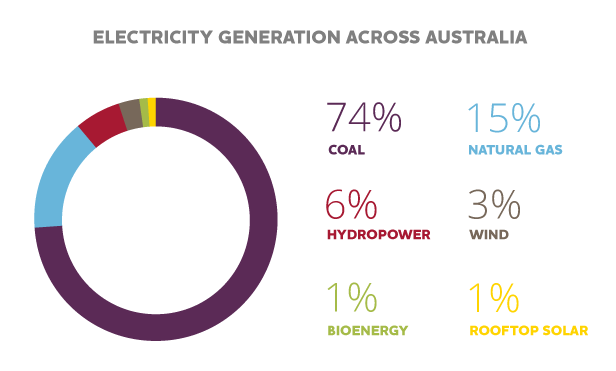 ELECTRICITY GENERATION ACROSS AUSTRALIA
74%
COAL
15%
NATURAL GAS
6%
HYDROPOWER
3%
WIND
1%
BIOENERGY
1%
ROOFTOP SOLAR